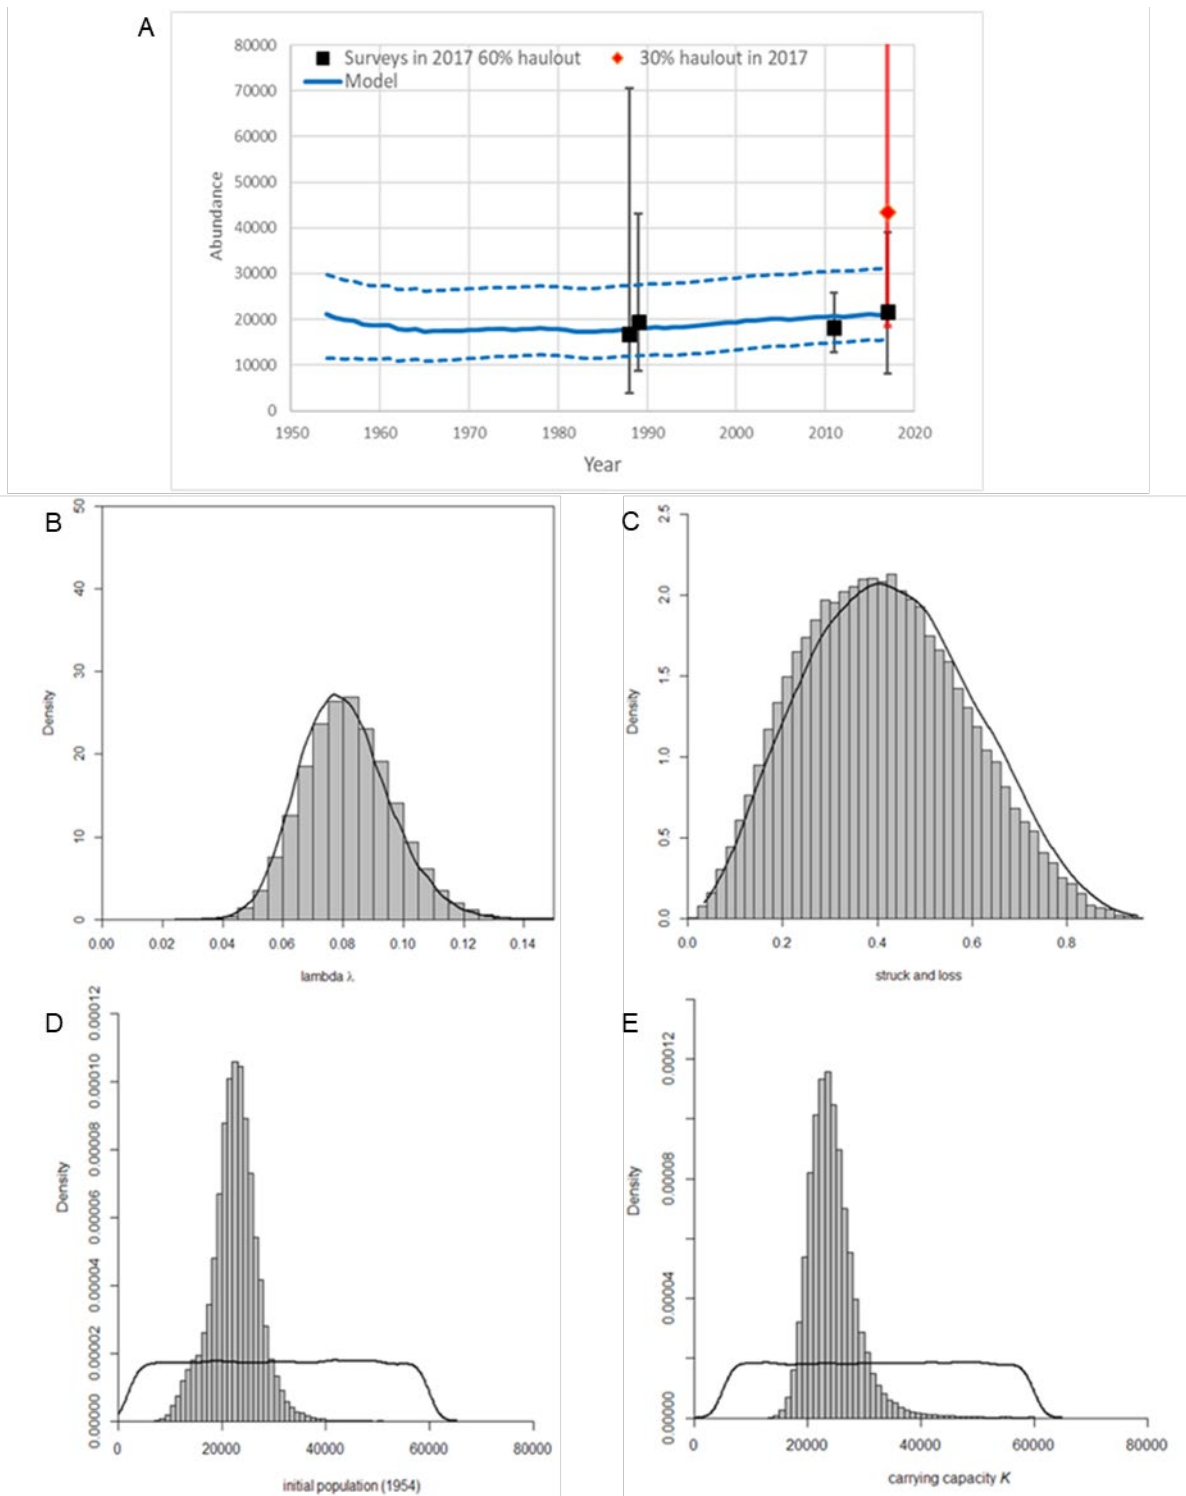 A
80000
70000
60000
50000
40000
30000
20000
10000
0
Abundance
Surveys in 2017 60% haulout
30% haulout in 2017
Model
1950 1960 1970 1980 1990 2000 2010 2020
Year
B
50
40
30
20
10
0
Density
0.00 0.02 0.04 0.06 0.08 0.10 0.12 0.14
lambda λ
C
2.5
2.0
1.5
1.0
0.5
0.0
Density
0.0 0.2 0.4 0.6 0.8
struck and loss
D
0.00012
0.00010
0.00008
0.00006
0.00004
0.00002
0.00000
Density
0 20000 40000 60000 80000
initial population (1954)
E
0.00012
0.00008
0.00004
0.00000
Density
0 20000 40000 60000 80000
carrying capacity K